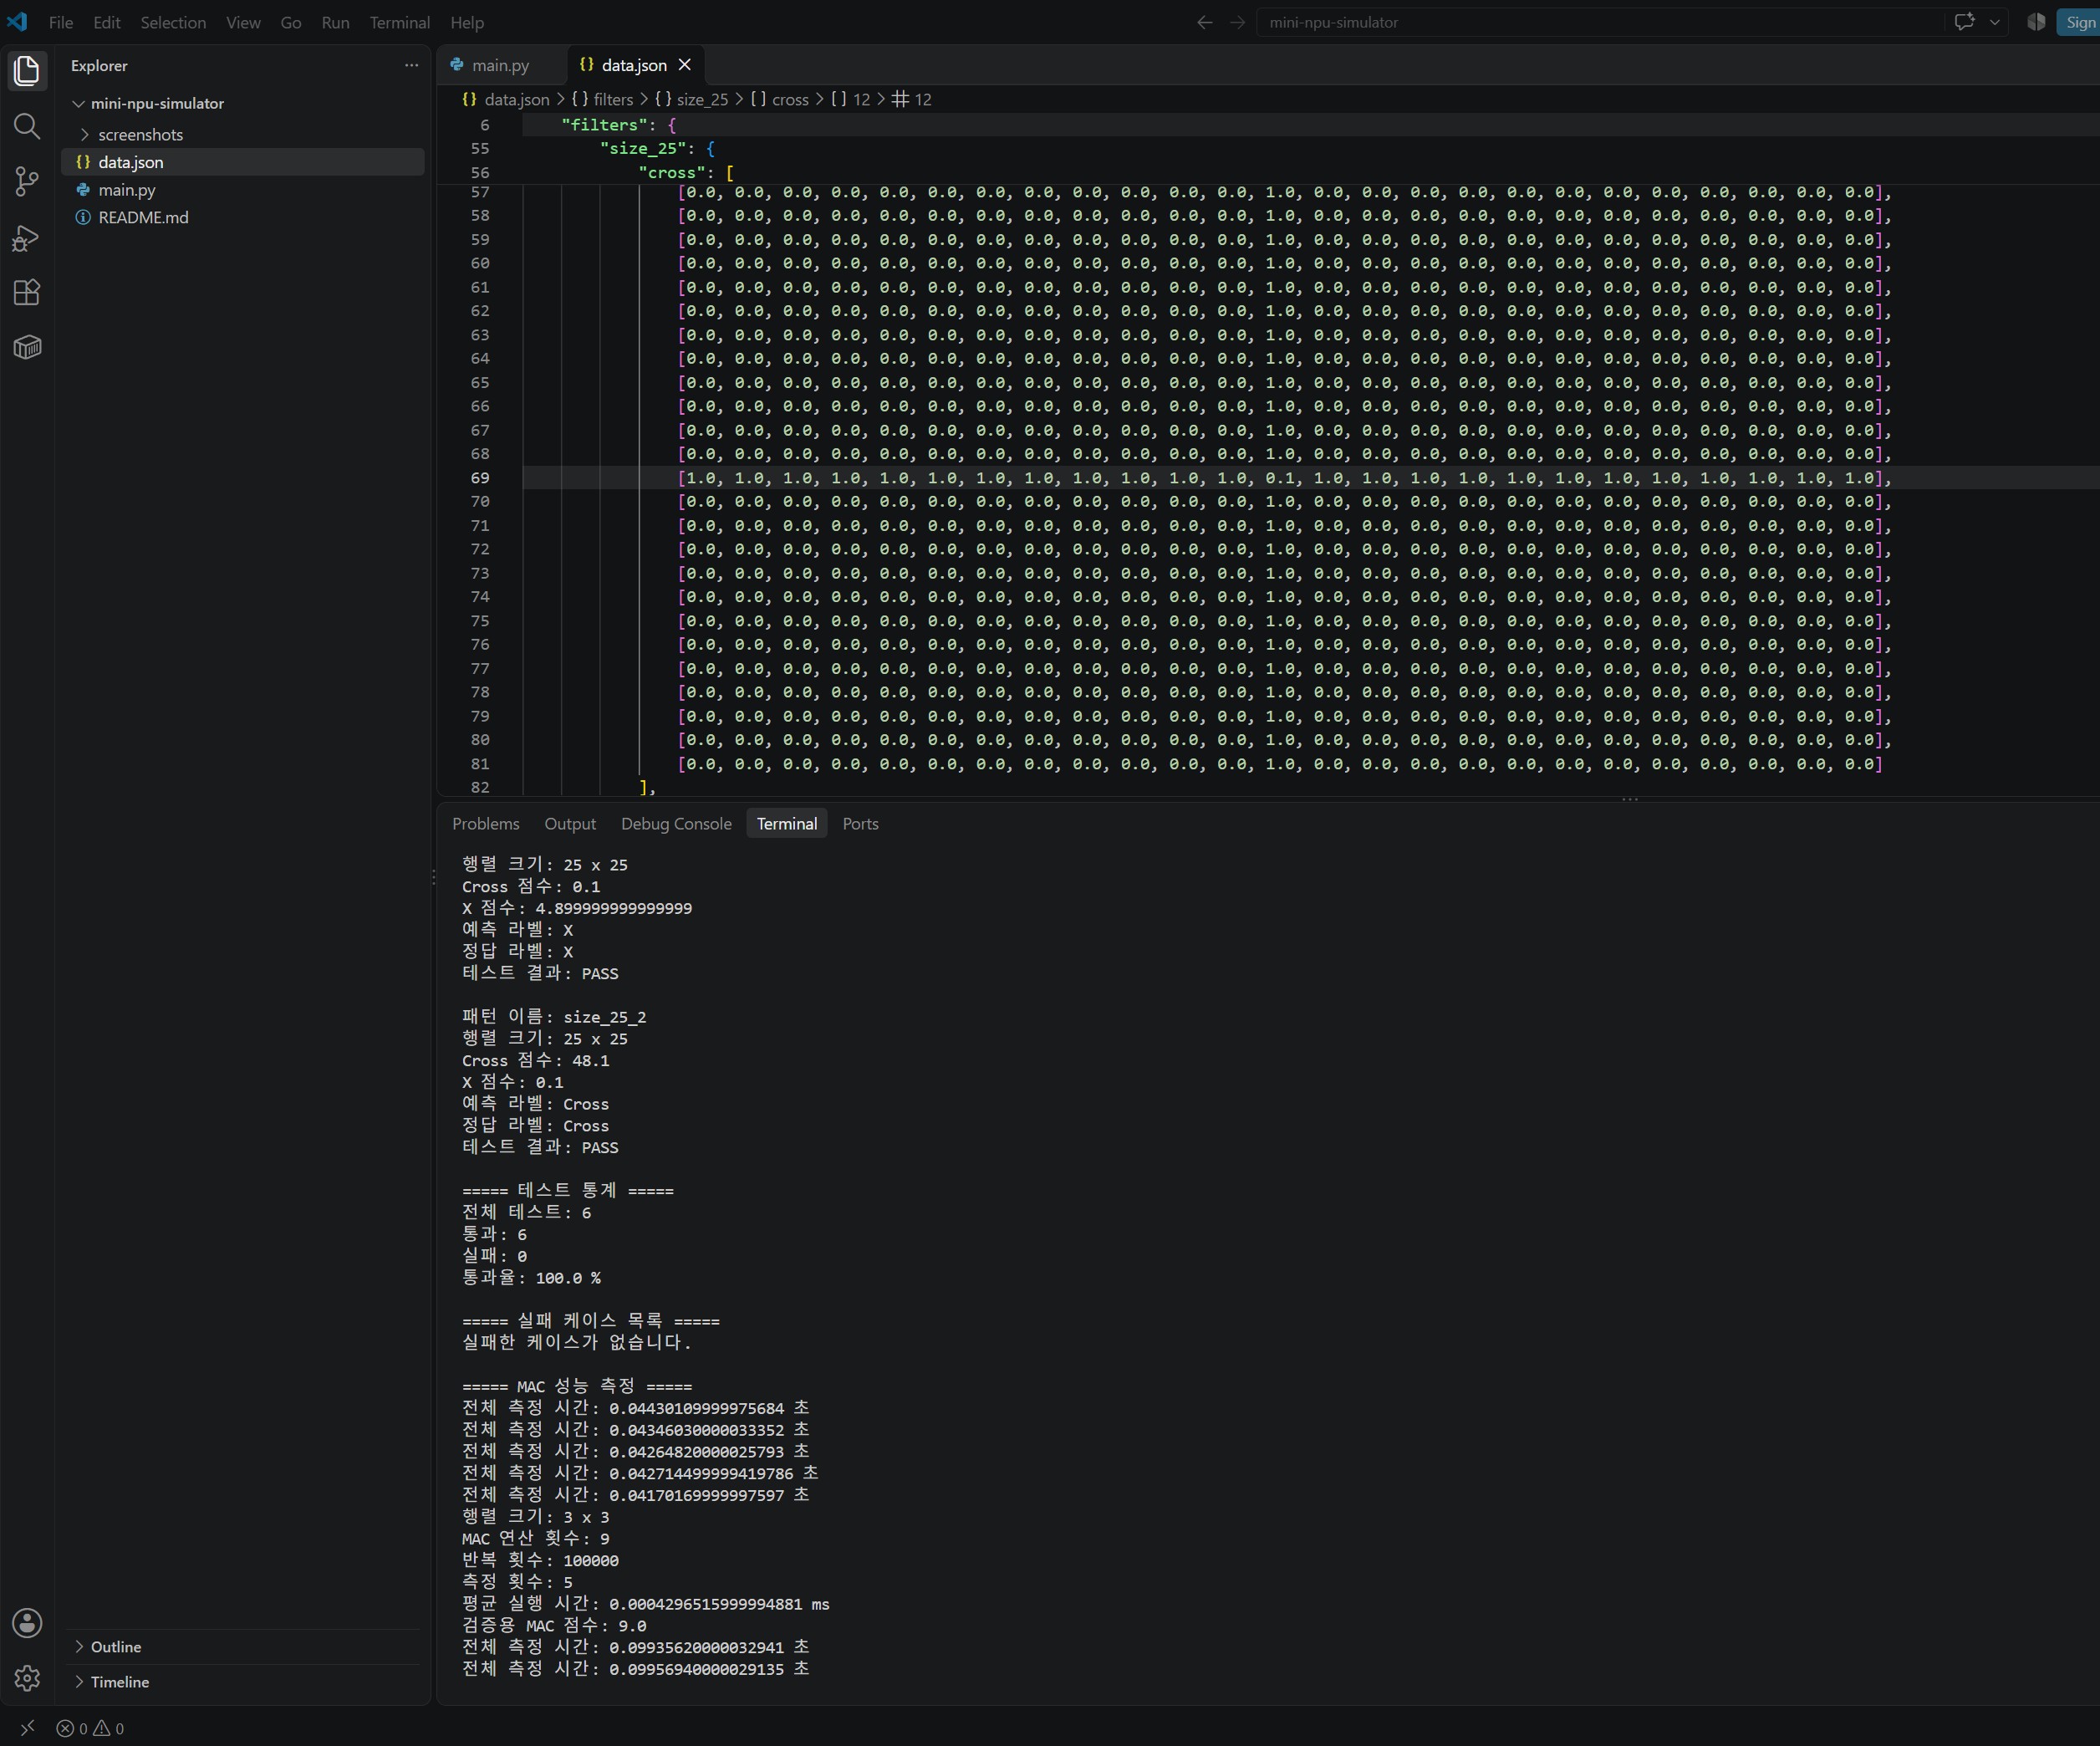 File Edit Selection View Go Run Terminal Help
mini-npu-simulator
Sign
Explorer
mini-npu-simulator
screenshots
data.json
main.py
README.md
Outline
Timeline
main.py
data.json
data.json > {} filters > {} size_25 > [] cross > [] 12 > # 12
6 "filters": {
55 "size_25": {
56 "cross": [
57 [0.0, 0.0, 0.0, 0.0, 0.0, 0.0, 0.0, 0.0, 0.0, 0.0, 0.0, 0.0, 1.0, 0.0, 0.0, 0.0, 0.0, 0.0, 0.0, 0.0, 0.0, 0.0, 0.0, 0.0, 0.0],
58 [0.0, 0.0, 0.0, 0.0, 0.0, 0.0, 0.0, 0.0, 0.0, 0.0, 0.0, 0.0, 1.0, 0.0, 0.0, 0.0, 0.0, 0.0, 0.0, 0.0, 0.0, 0.0, 0.0, 0.0, 0.0],
59 [0.0, 0.0, 0.0, 0.0, 0.0, 0.0, 0.0, 0.0, 0.0, 0.0, 0.0, 0.0, 1.0, 0.0, 0.0, 0.0, 0.0, 0.0, 0.0, 0.0, 0.0, 0.0, 0.0, 0.0, 0.0],
60 [0.0, 0.0, 0.0, 0.0, 0.0, 0.0, 0.0, 0.0, 0.0, 0.0, 0.0, 0.0, 1.0, 0.0, 0.0, 0.0, 0.0, 0.0, 0.0, 0.0, 0.0, 0.0, 0.0, 0.0, 0.0],
61 [0.0, 0.0, 0.0, 0.0, 0.0, 0.0, 0.0, 0.0, 0.0, 0.0, 0.0, 0.0, 1.0, 0.0, 0.0, 0.0, 0.0, 0.0, 0.0, 0.0, 0.0, 0.0, 0.0, 0.0, 0.0],
62 [0.0, 0.0, 0.0, 0.0, 0.0, 0.0, 0.0, 0.0, 0.0, 0.0, 0.0, 0.0, 1.0, 0.0, 0.0, 0.0, 0.0, 0.0, 0.0, 0.0, 0.0, 0.0, 0.0, 0.0, 0.0],
63 [0.0, 0.0, 0.0, 0.0, 0.0, 0.0, 0.0, 0.0, 0.0, 0.0, 0.0, 0.0, 1.0, 0.0, 0.0, 0.0, 0.0, 0.0, 0.0, 0.0, 0.0, 0.0, 0.0, 0.0, 0.0],
64 [0.0, 0.0, 0.0, 0.0, 0.0, 0.0, 0.0, 0.0, 0.0, 0.0, 0.0, 0.0, 1.0, 0.0, 0.0, 0.0, 0.0, 0.0, 0.0, 0.0, 0.0, 0.0, 0.0, 0.0, 0.0],
65 [0.0, 0.0, 0.0, 0.0, 0.0, 0.0, 0.0, 0.0, 0.0, 0.0, 0.0, 0.0, 1.0, 0.0, 0.0, 0.0, 0.0, 0.0, 0.0, 0.0, 0.0, 0.0, 0.0, 0.0, 0.0],
66 [0.0, 0.0, 0.0, 0.0, 0.0, 0.0, 0.0, 0.0, 0.0, 0.0, 0.0, 0.0, 1.0, 0.0, 0.0, 0.0, 0.0, 0.0, 0.0, 0.0, 0.0, 0.0, 0.0, 0.0, 0.0],
67 [0.0, 0.0, 0.0, 0.0, 0.0, 0.0, 0.0, 0.0, 0.0, 0.0, 0.0, 0.0, 1.0, 0.0, 0.0, 0.0, 0.0, 0.0, 0.0, 0.0, 0.0, 0.0, 0.0, 0.0, 0.0],
68 [0.0, 0.0, 0.0, 0.0, 0.0, 0.0, 0.0, 0.0, 0.0, 0.0, 0.0, 0.0, 1.0, 0.0, 0.0, 0.0, 0.0, 0.0, 0.0, 0.0, 0.0, 0.0, 0.0, 0.0, 0.0],
69 [1.0, 1.0, 1.0, 1.0, 1.0, 1.0, 1.0, 1.0, 1.0, 1.0, 1.0, 1.0, 0.1, 1.0, 1.0, 1.0, 1.0, 1.0, 1.0, 1.0, 1.0, 1.0, 1.0, 1.0, 1.0],
70 [0.0, 0.0, 0.0, 0.0, 0.0, 0.0, 0.0, 0.0, 0.0, 0.0, 0.0, 0.0, 1.0, 0.0, 0.0, 0.0, 0.0, 0.0, 0.0, 0.0, 0.0, 0.0, 0.0, 0.0, 0.0],
71 [0.0, 0.0, 0.0, 0.0, 0.0, 0.0, 0.0, 0.0, 0.0, 0.0, 0.0, 0.0, 1.0, 0.0, 0.0, 0.0, 0.0, 0.0, 0.0, 0.0, 0.0, 0.0, 0.0, 0.0, 0.0],
72 [0.0, 0.0, 0.0, 0.0, 0.0, 0.0, 0.0, 0.0, 0.0, 0.0, 0.0, 0.0, 1.0, 0.0, 0.0, 0.0, 0.0, 0.0, 0.0, 0.0, 0.0, 0.0, 0.0, 0.0, 0.0],
73 [0.0, 0.0, 0.0, 0.0, 0.0, 0.0, 0.0, 0.0, 0.0, 0.0, 0.0, 0.0, 1.0, 0.0, 0.0, 0.0, 0.0, 0.0, 0.0, 0.0, 0.0, 0.0, 0.0, 0.0, 0.0],
74 [0.0, 0.0, 0.0, 0.0, 0.0, 0.0, 0.0, 0.0, 0.0, 0.0, 0.0, 0.0, 1.0, 0.0, 0.0, 0.0, 0.0, 0.0, 0.0, 0.0, 0.0, 0.0, 0.0, 0.0, 0.0],
75 [0.0, 0.0, 0.0, 0.0, 0.0, 0.0, 0.0, 0.0, 0.0, 0.0, 0.0, 0.0, 1.0, 0.0, 0.0, 0.0, 0.0, 0.0, 0.0, 0.0, 0.0, 0.0, 0.0, 0.0, 0.0],
76 [0.0, 0.0, 0.0, 0.0, 0.0, 0.0, 0.0, 0.0, 0.0, 0.0, 0.0, 0.0, 1.0, 0.0, 0.0, 0.0, 0.0, 0.0, 0.0, 0.0, 0.0, 0.0, 0.0, 0.0, 0.0],
77 [0.0, 0.0, 0.0, 0.0, 0.0, 0.0, 0.0, 0.0, 0.0, 0.0, 0.0, 0.0, 1.0, 0.0, 0.0, 0.0, 0.0, 0.0, 0.0, 0.0, 0.0, 0.0, 0.0, 0.0, 0.0],
78 [0.0, 0.0, 0.0, 0.0, 0.0, 0.0, 0.0, 0.0, 0.0, 0.0, 0.0, 0.0, 1.0, 0.0, 0.0, 0.0, 0.0, 0.0, 0.0, 0.0, 0.0, 0.0, 0.0, 0.0, 0.0],
79 [0.0, 0.0, 0.0, 0.0, 0.0, 0.0, 0.0, 0.0, 0.0, 0.0, 0.0, 0.0, 1.0, 0.0, 0.0, 0.0, 0.0, 0.0, 0.0, 0.0, 0.0, 0.0, 0.0, 0.0, 0.0],
80 [0.0, 0.0, 0.0, 0.0, 0.0, 0.0, 0.0, 0.0, 0.0, 0.0, 0.0, 0.0, 1.0, 0.0, 0.0, 0.0, 0.0, 0.0, 0.0, 0.0, 0.0, 0.0, 0.0, 0.0, 0.0],
81 [0.0, 0.0, 0.0, 0.0, 0.0, 0.0, 0.0, 0.0, 0.0, 0.0, 0.0, 0.0, 1.0, 0.0, 0.0, 0.0, 0.0, 0.0, 0.0, 0.0, 0.0, 0.0, 0.0, 0.0, 0.0]
82 ],
Problems Output Debug Console Terminal Ports
행렬 크기: 25 x 25
Cross 점수: 0.1
X 점수: 4.899999999999999
예측 라벨: X
정답 라벨: X
테스트 결과: PASS
패턴 이름: size_25_2
행렬 크기: 25 x 25
Cross 점수: 48.1
X 점수: 0.1
예측 라벨: Cross
정답 라벨: Cross
테스트 결과: PASS
===== 테스트 통계 =====
전체 테스트: 6
통과: 6
실패: 0
통과율: 100.0 %
===== 실패 케이스 목록 =====
실패한 케이스가 없습니다.
===== MAC 성능 측정 =====
전체 측정 시간: 0.04430109999975684 초
전체 측정 시간: 0.04346030000033352 초
전체 측정 시간: 0.04264820000025793 초
전체 측정 시간: 0.042714499999419786 초
전체 측정 시간: 0.04170169999997597 초
행렬 크기: 3 x 3
MAC 연산 횟수: 9
반복 횟수: 100000
측정 횟수: 5
평균 실행 시간: 0.0004296515999994881 ms
검증용 MAC 점수: 9.0
전체 측정 시간: 0.09935620000032941 초
전체 측정 시간: 0.09956940000029135 초
0 0